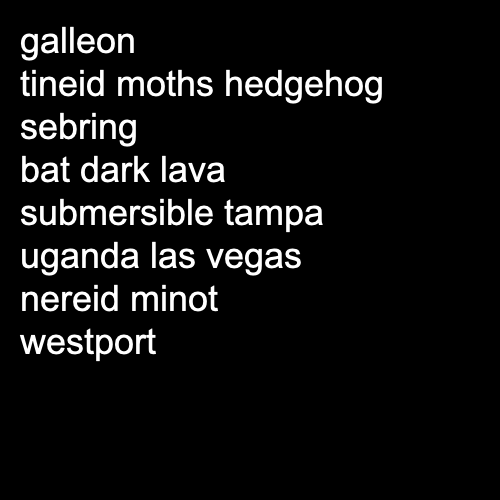 galleon
tineid moths hedgehog
sebring
bat dark lava
submersible tampa
uganda las vegas
nereid minot
westport